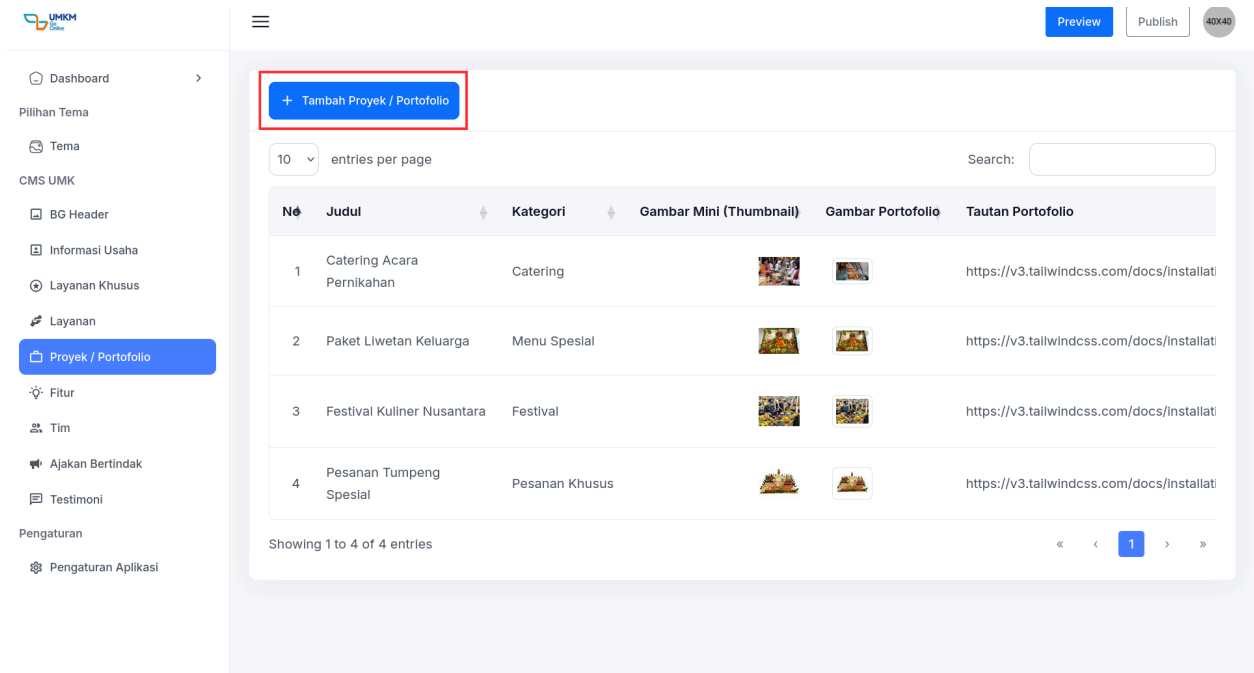 UMKM
Go
Online
Preview
Publish
40X40
Dashboard
Pilihan Tema
Tema
CMS UMK
BG Header
Informasi Usaha
Layanan Khusus
Layanan
Proyek / Portofolio
Fitur
Tim
Ajakan Bertindak
Testimoni
Pengaturan
Pengaturan Aplikasi
+ Tambah Proyek / Portofolio
10 entries per page
Search:
No Judul Kategori Gambar Mini (Thumbnail) Gambar Portofolio Tautan Portofolio
1 Catering Acara Pernikahan Catering https://v3.tailwindcss.com/docs/installati
2 Paket Liwetan Keluarga Menu Spesial https://v3.tailwindcss.com/docs/installati
3 Festival Kuliner Nusantara Festival https://v3.tailwindcss.com/docs/installati
4 Pesanan Tumpeng Spesial Pesanan Khusus https://v3.tailwindcss.com/docs/installati
Showing 1 to 4 of 4 entries
« ‹ 1 › »